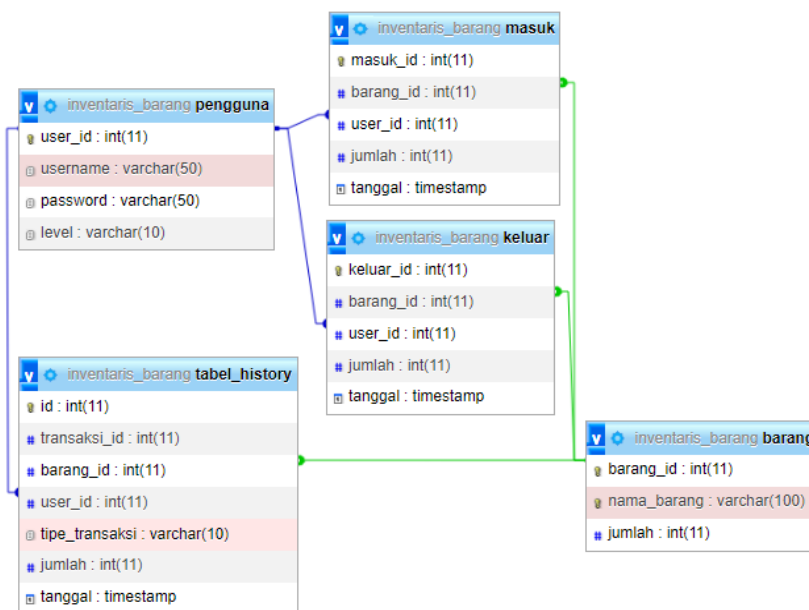 inventaris_barang masuk
masuk_id : int(11)
barang_id : int(11)
user_id : int(11)
jumlah : int(11)
tanggal : timestamp
inventaris_barang pengguna
user_id : int(11)
username : varchar(50)
password : varchar(50)
level : varchar(10)
inventaris_barang keluar
keluar_id : int(11)
barang_id : int(11)
user_id : int(11)
jumlah : int(11)
tanggal : timestamp
inventaris_barang tabel_history
id : int(11)
transaksi_id : int(11)
barang_id : int(11)
user_id : int(11)
tipe_transaksi : varchar(10)
jumlah : int(11)
tanggal : timestamp
inventaris_barang barang
barang_id : int(11)
nama_barang : varchar(100)
jumlah : int(11)